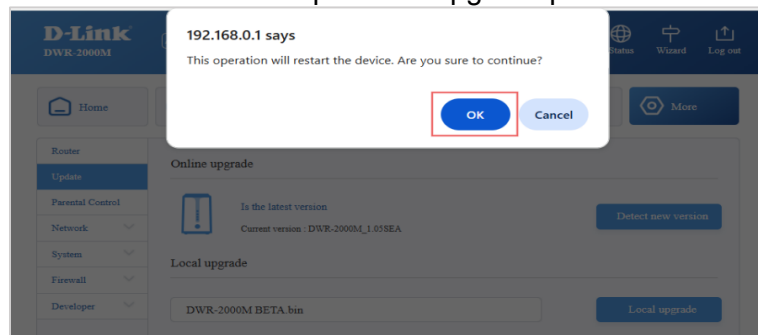 D-Link
DWR-2000M
192.168.0.1 says
This operation will restart the device. Are you sure to continue?
OK
Cancel
Status
Wizard
Log out
Home
More
Router
Update
Parental Control
Network
System
Firewall
Developer
Online upgrade
Is the latest version
Current version : DWR-2000M_1.03SEA
Detect new version
Local upgrade
DWR-2000M BETA.bin
Local upgrade